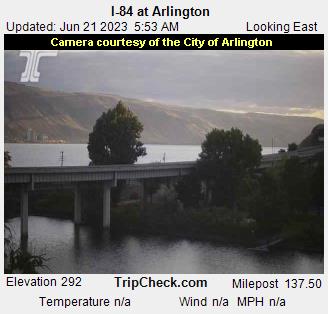 I-84 at Arlington
Updated: Jun 21 2023 5:53 AM Looking East
Camera courtesy of the City of Arlington
Elevation 292 TripCheck.com Milepost 137.50
Temperature n/a Wind n/a MPH n/a